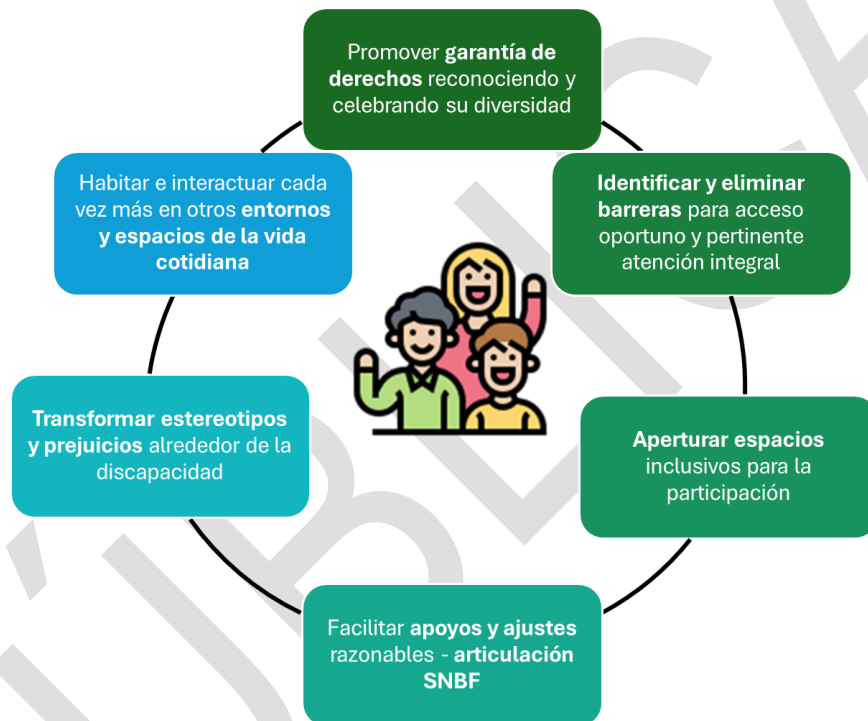 Promover garantía de
derechos reconociendo y
celebrando su diversidad
Identificar y eliminar
barreras para acceso
oportuno y pertinente
atención integral
Aperturar espacios
inclusivos para la
participación
Facilitar apoyos y ajustes
razonables - articulación
SNBF
Transformar estereotipos
y prejuicios alrededor de la
discapacidad
Habitar e interactuar cada
vez más en otros entornos
y espacios de la vida
cotidiana